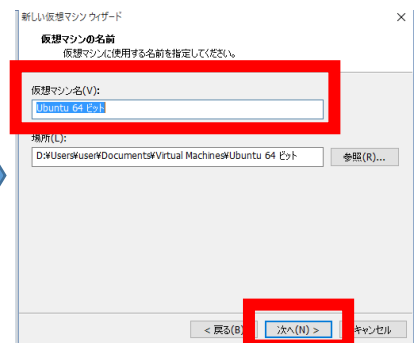 新しい仮想マシン ウィザード
仮想マシンの名前
仮想マシンに使用する名前を指定してください。
仮想マシン名(V):
Ubuntu 64 ビット
場所(L):
D:¥Users¥user¥Documents¥Virtual Machines¥Ubuntu 64 ビット
参照(R)...
< 戻る(B)
次へ(N) >
キャンセル